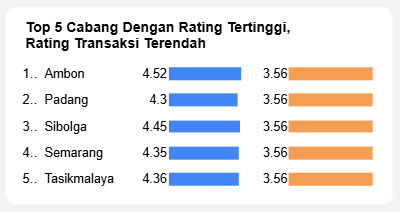 Top 5 Cabang Dengan Rating Tertinggi,
Rating Transaksi Terendah
1.. Ambon 4.52 3.56
2.. Padang 4.3 3.56
3.. Sibolga 4.45 3.56
4.. Semarang 4.35 3.56
5.. Tasikmalaya 4.36 3.56